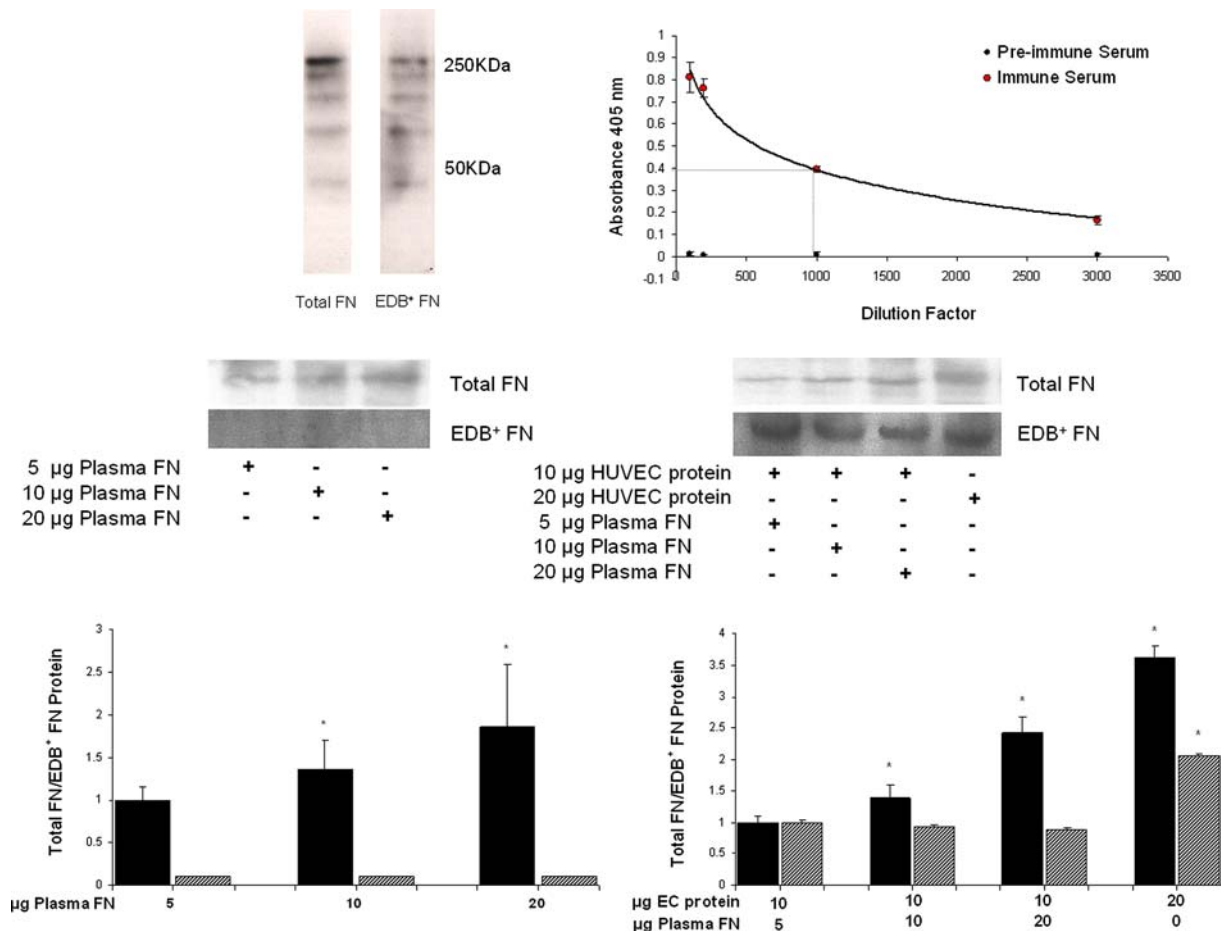 250KDa
50KDa
Total FN EDB⁺ FN
Absorbance 405 nm
1
0.9
0.8
0.7
0.6
0.5
0.4
0.3
0.2
0.1
0
-0.1
500 1000 1500 2000 2500 3000 3500
Dilution Factor
Pre-immune Serum
Immune Serum
Total FN
EDB⁺ FN
5 µg Plasma FN + - -
10 µg Plasma FN - + -
20 µg Plasma FN - - +
Total FN
EDB⁺ FN
10 µg HUVEC protein + + + -
20 µg HUVEC protein - - - +
5 µg Plasma FN + - - -
10 µg Plasma FN - + - -
20 µg Plasma FN - - + -
Total FN/EDB⁺ FN Protein
3
2.5
2
1.5
1
0.5
0
*
*
µg Plasma FN 5 10 20
Total FN/EDB⁺ FN Protein
4
3.5
3
2.5
2
1.5
1
0.5
0
*
*
*
*
µg EC protein 10 10 10 20
µg Plasma FN 5 10 20 0